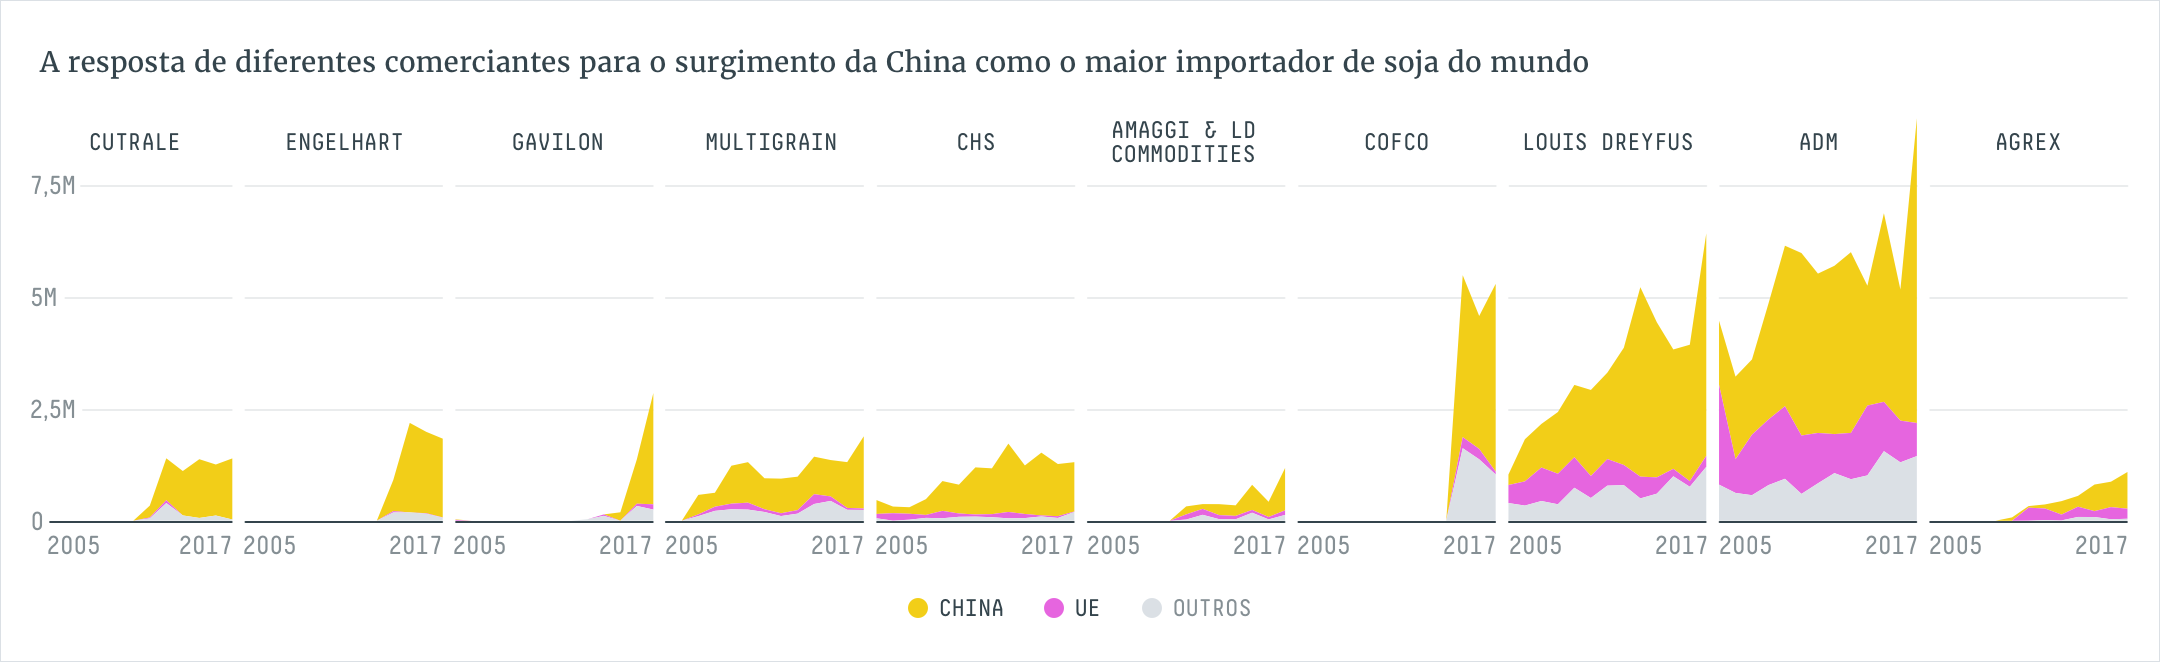 A resposta de diferentes comerciantes para o surgimento da China como o maior importador de soja do mundo
CUTRALE
ENGELHART
GAVILON
MULTIGRAIN
CHS
AMAGGI & LD
COMMODITIES
COFCO
LOUIS DREYFUS
ADM
AGREX
7,5M
5M
2,5M
0
2005 2017 2005 2017 2005 2017 2005 2017 2005 2017 2005 2017 2005 2017 2005 2017 2005 2017 2005 2017
CHINA UE OUTROS